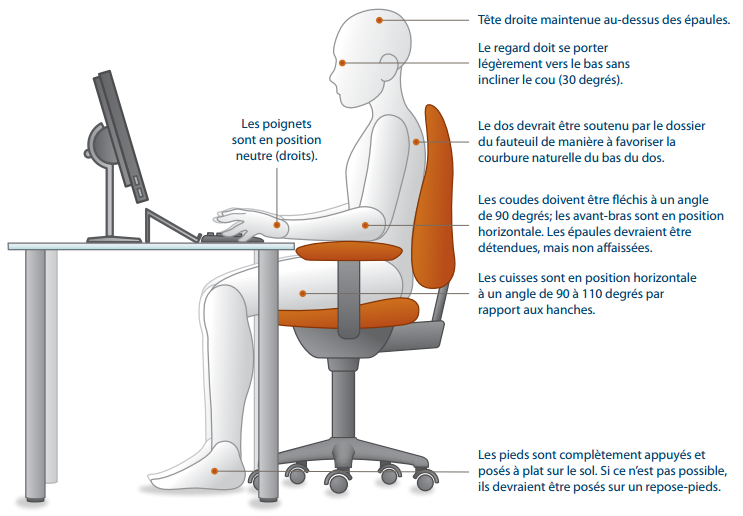 Tête droite maintenue au-dessus des épaules.
Le regard doit se porter
légèrement vers le bas sans
incliner le cou (30 degrés).
Les poignets
sont en position
neutre (droits).
Le dos devrait être soutenu par le dossier
du fauteuil de manière à favoriser la
courbure naturelle du bas du dos.
Les coudes doivent être fléchis à un angle
de 90 degrés; les avant-bras sont en position
horizontale. Les épaules devraient être
détendues, mais non affaissées.
Les cuisses sont en position horizontale
à un angle de 90 à 110 degrés par
rapport aux hanches.
Les pieds sont complètement appuyés et
posés à plat sur le sol. Si ce n'est pas possible,
ils devraient être posés sur un repose-pieds.